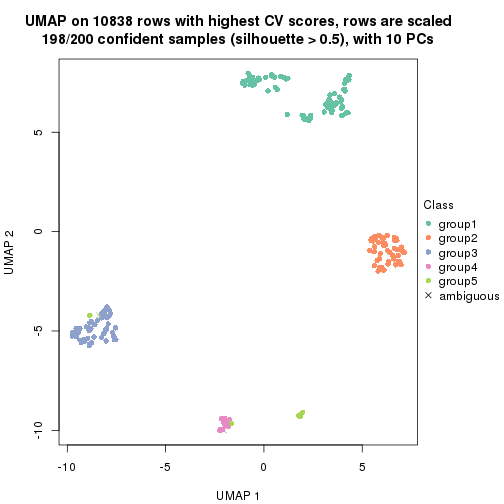 UMAP on 10838 rows with highest CV scores, rows are scaled
198/200 confident samples (silhouette > 0.5), with 10 PCs
5
0
-5
-10
UMAP 2
-10
-5
0
5
UMAP 1
Class
group1
group2
group3
group4
group5
ambiguous